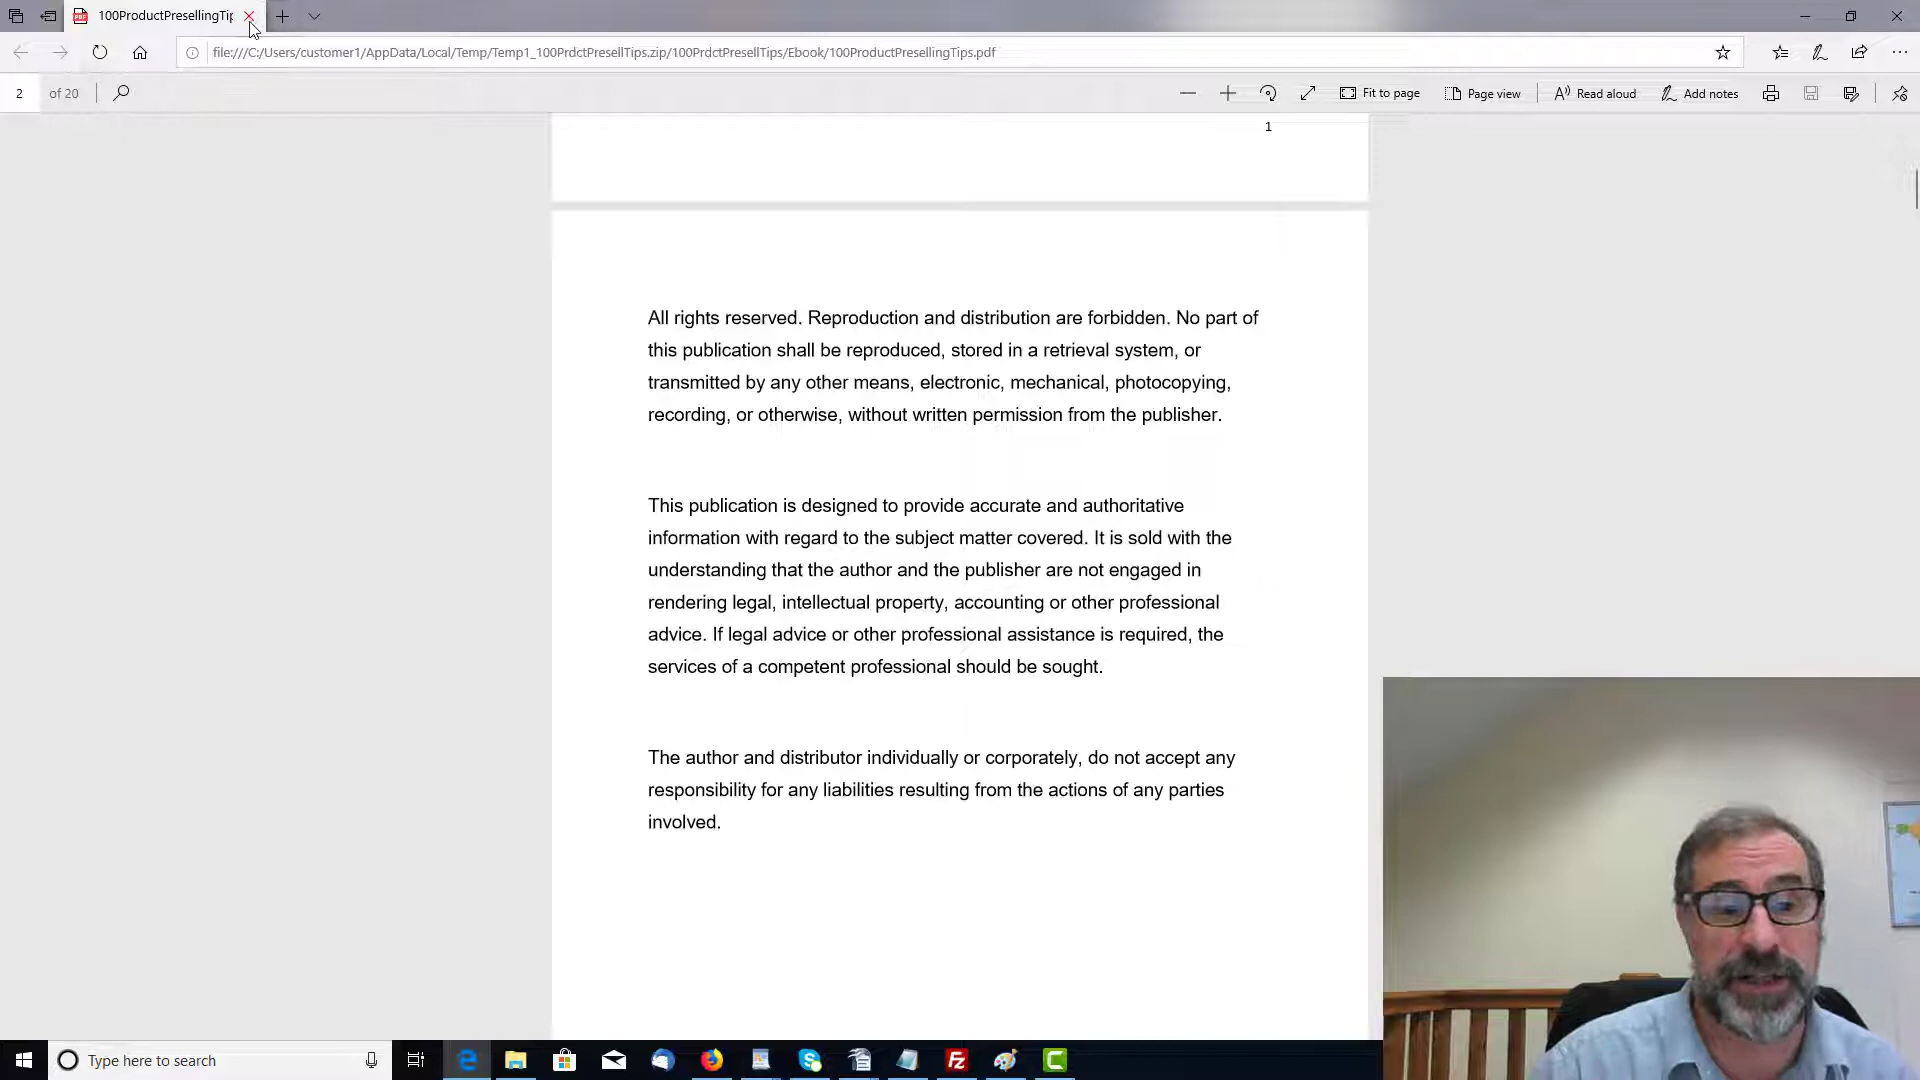 100ProductPresellingTip
file:///C:/Users/customer1/AppData/Local/Temp/Temp1_100PrdctPresellTips.zip/100PrdctPresellTips/Ebook/100ProductPresellingTips.pdf
2 of 20
Fit to page
Page view
Read aloud
Add notes
1
All rights reserved. Reproduction and distribution are forbidden. No part of
this publication shall be reproduced, stored in a retrieval system, or
transmitted by any other means, electronic, mechanical, photocopying,
recording, or otherwise, without written permission from the publisher.
This publication is designed to provide accurate and authoritative
information with regard to the subject matter covered. It is sold with the
understanding that the author and the publisher are not engaged in
rendering legal, intellectual property, accounting or other professional
advice. If legal advice or other professional assistance is required, the
services of a competent professional should be sought.
The author and distributor individually or corporately, do not accept any
responsibility for any liabilities resulting from the actions of any parties
involved.
Type here to search